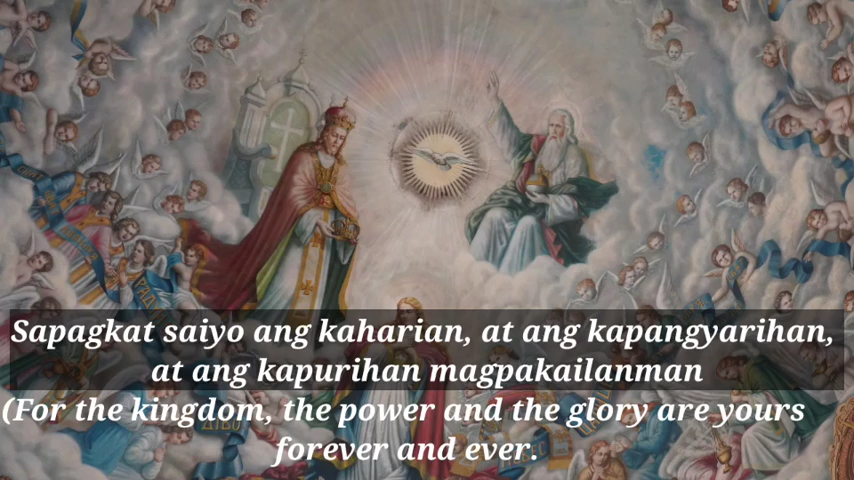 Sapagkat saiyo ang kaharian, at ang kapangyarihan,
at ang kapurihan magpakailanman
(For the kingdom, the power and the glory are yours
forever and ever.